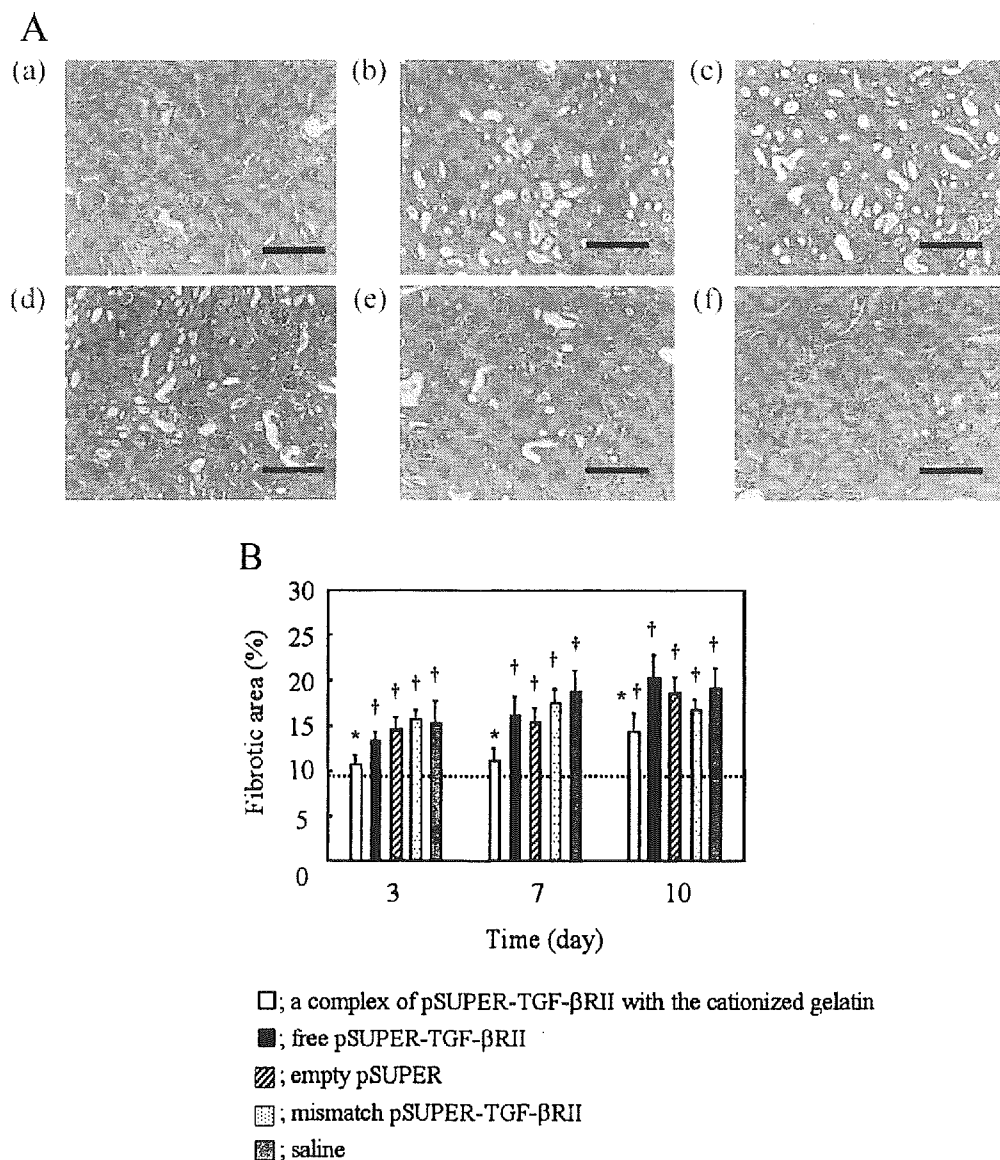 A
(a) (b) (c)
(d) (e) (f)
B
30
25
20
15
10
5
0
Fibrotic area (%)
* † † † †
* † † † ‡
* † † † † †
3 7 10
Time (day)
; a complex of pSUPER-TGF-βRII with the cationized gelatin
; free pSUPER-TGF-βRII
; empty pSUPER
; mismatch pSUPER-TGF-βRII
; saline